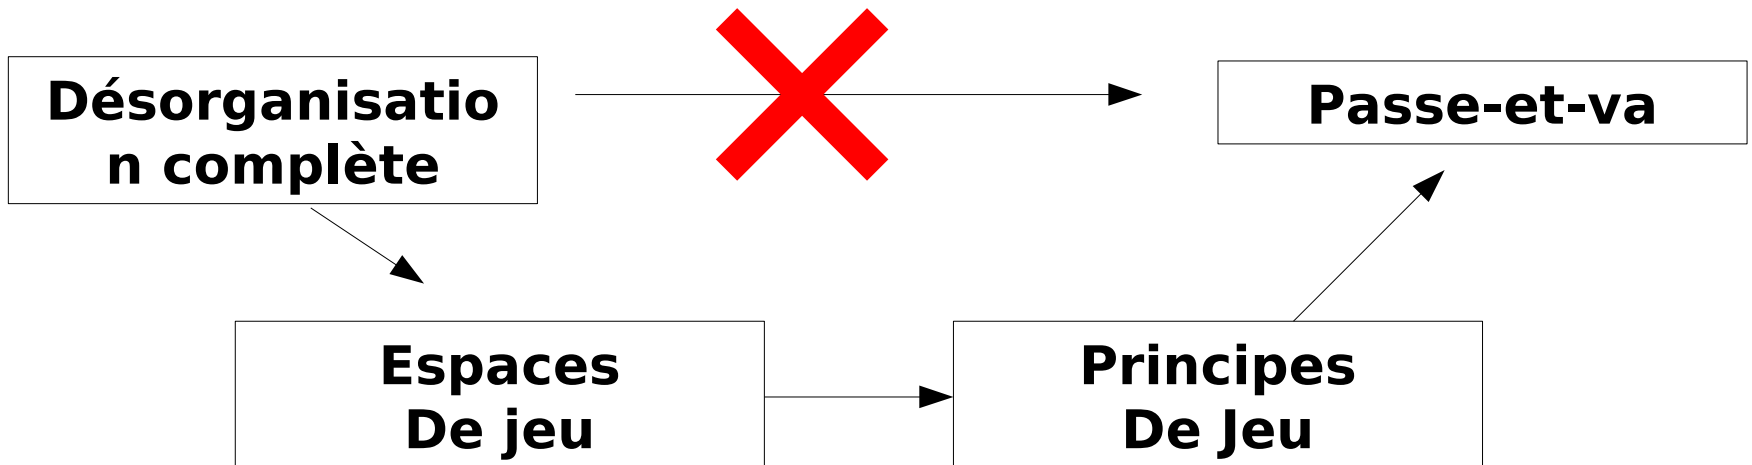 Désorganisatio
n complète
Passe-et-va
Espaces
De jeu
Principes
De Jeu